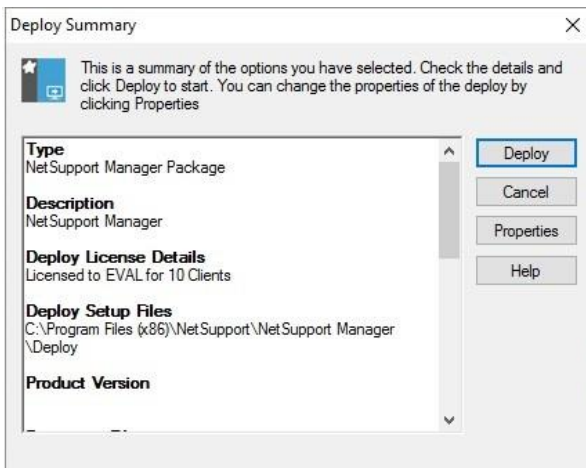 Deploy Summary
This is a summary of the options you have selected. Check the details and
click Deploy to start. You can change the properties of the deploy by
clicking Properties
Type
NetSupport Manager Package
Description
NetSupport Manager
Deploy License Details
Licensed to EVAL for 10 Clients
Deploy Setup Files
C:\Program Files (x86)\NetSupport\NetSupport Manager
\Deploy
Product Version
Deploy
Cancel
Properties
Help